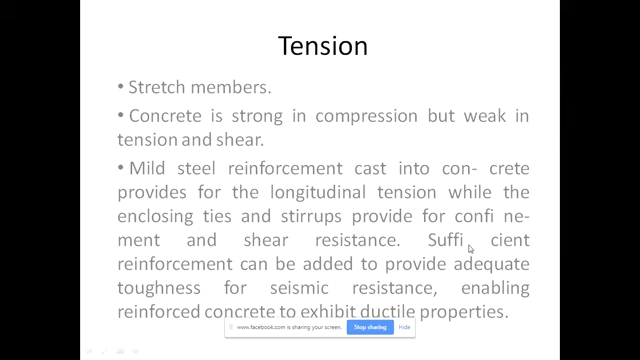 Tension
• Stretch members.
• Concrete is strong in compression but weak in
tension and shear.
• Mild steel reinforcement cast into con- crete
provides for the longitudinal tension while the
enclosing ties and stirrups provide for confi ne-
ment and shear resistance. Suffi cient
reinforcement can be added to provide adequate
toughness for seismic resistance, enabling
reinforced concrete to exhibit ductile properties.
www.facebook.com is sharing your screen. Stop sharing Hide